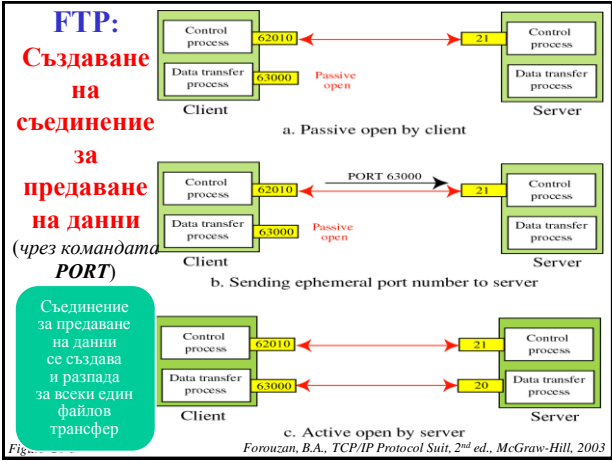 FTP:
Създаване
на
съединение
за
предаване
на данни
(чрез командата
PORT)
Съединение
за предаване
на данни
се създава
и разпада
за всеки един
файлов
трансфер
Control
process
62010
21
Control
process
Data transfer
process
63000
Passive
open
Data transfer
process
Client
Server
a. Passive open by client
PORT 63000
Control
process
62010
21
Control
process
Data transfer
process
63000
Passive
open
Data transfer
process
Client
Server
b. Sending ephemeral port number to server
Control
process
62010
21
Control
process
Data transfer
process
63000
20
Data transfer
process
Client
Server
c. Active open by server
Forouzan, B.A., TCP/IP Protocol Suit, 2nd ed., McGraw-Hill, 2003